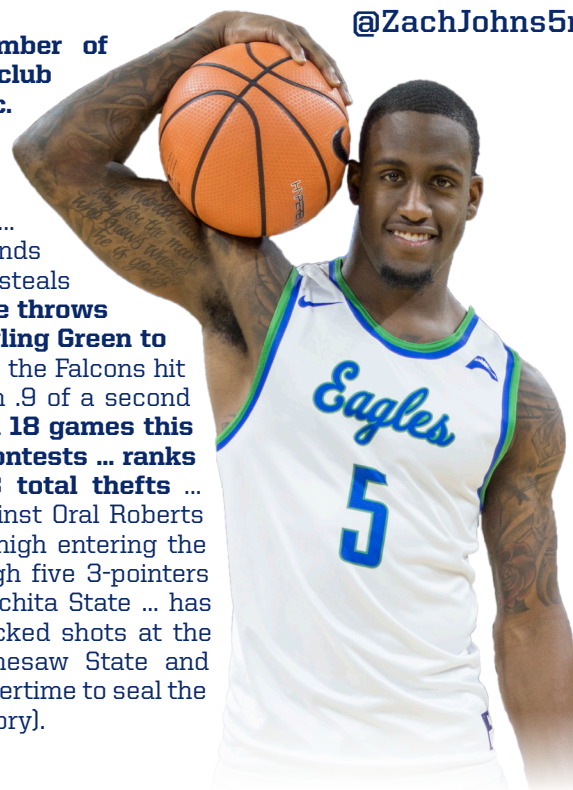 @ZachJohns5n
mber of
club
c.
...
nds
steals
e throws
ling Green to
the Falcons hit
n .9 of a second
18 games this
ontests ... ranks
total thefts ...
inst Oral Roberts
high entering the
gh five 3-pointers
chita State ... has
cked shots at the
nesaw State and
ertime to seal the
ory).
Eagles
5